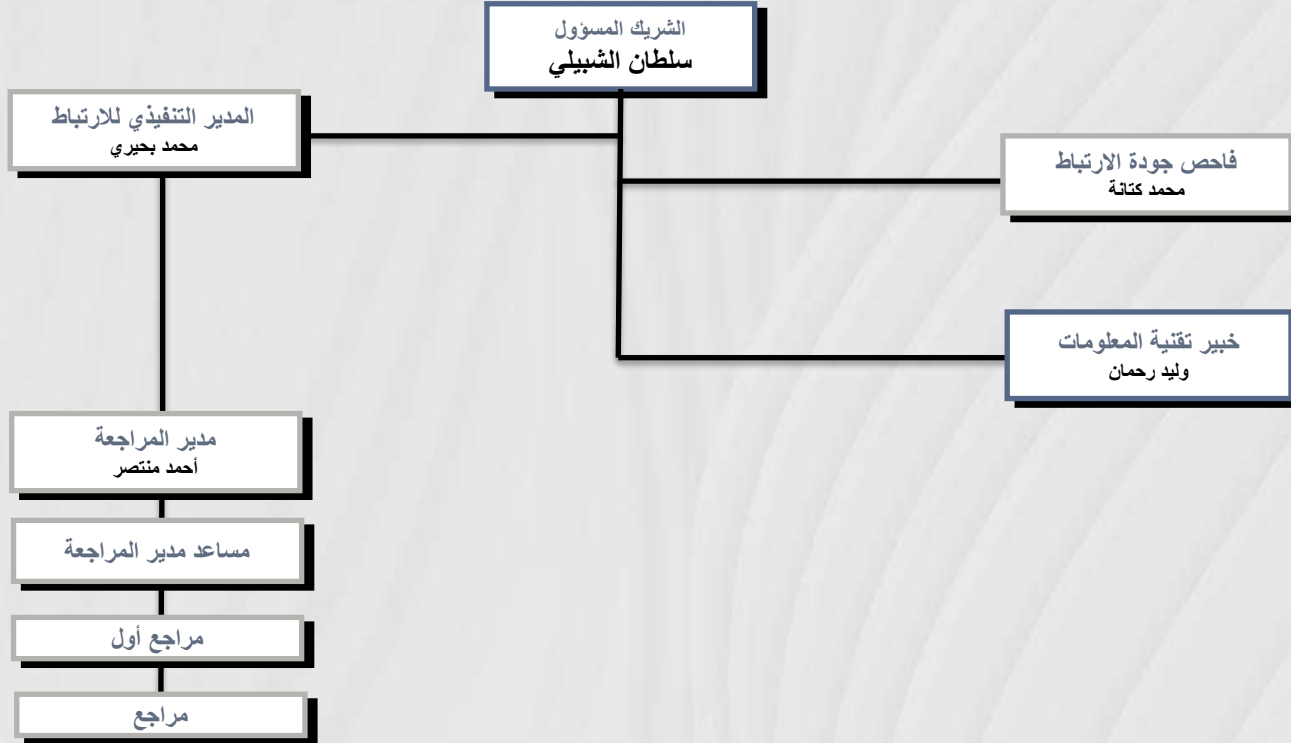 الشريك المسؤول
سلطان الشبيلي
المدير التنفيذي للارتباط
محمد بحيري
فاحص جودة الارتباط
محمد كتانة
خبير تقنية المعلومات
وليد رحمان
مدير المراجعة
أحمد منتصر
مساعد مدير المراجعة
مراجع أول
مراجع